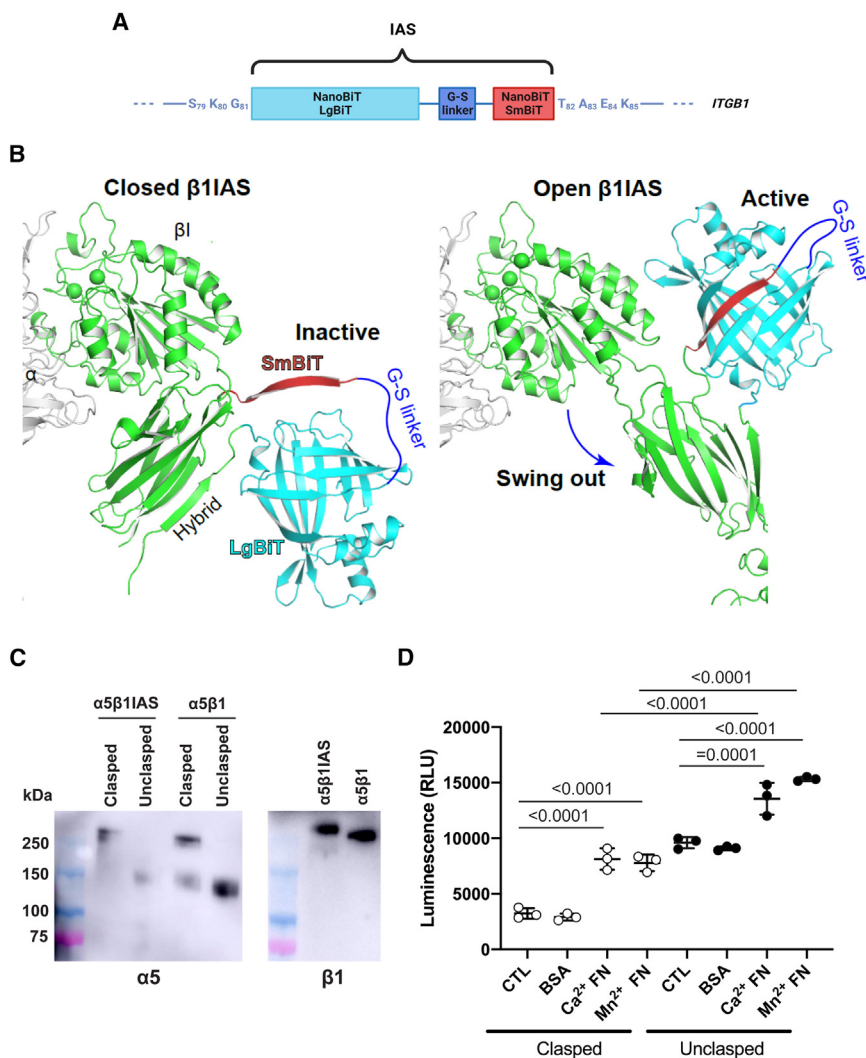 A
IAS
S79 K80 G81
NanoBiT
LgBiT
G-S
linker
NanoBiT
SmBiT
T82 A83 E84 K85
ITGB1
B
Closed β1IAS
βI
α
Inactive
SmBiT
G-S linker
Hybrid
LgBiT
Open β1IAS
Active
G-S linker
Swing out
C
α5β1IAS
α5β1
Clasped
Unclasped
Clasped
Unclasped
α5β1IAS
α5β1
kDa
250
150
100
75
α5
β1
D
<0.0001
<0.0001
<0.0001
=0.0001
<0.0001
<0.0001
Luminescence (RLU)
20000
15000
10000
5000
0
CTL
BSA
Ca²⁺ FN
Mn²⁺ FN
CTL
BSA
Ca²⁺ FN
Mn²⁺ FN
Clasped
Unclasped